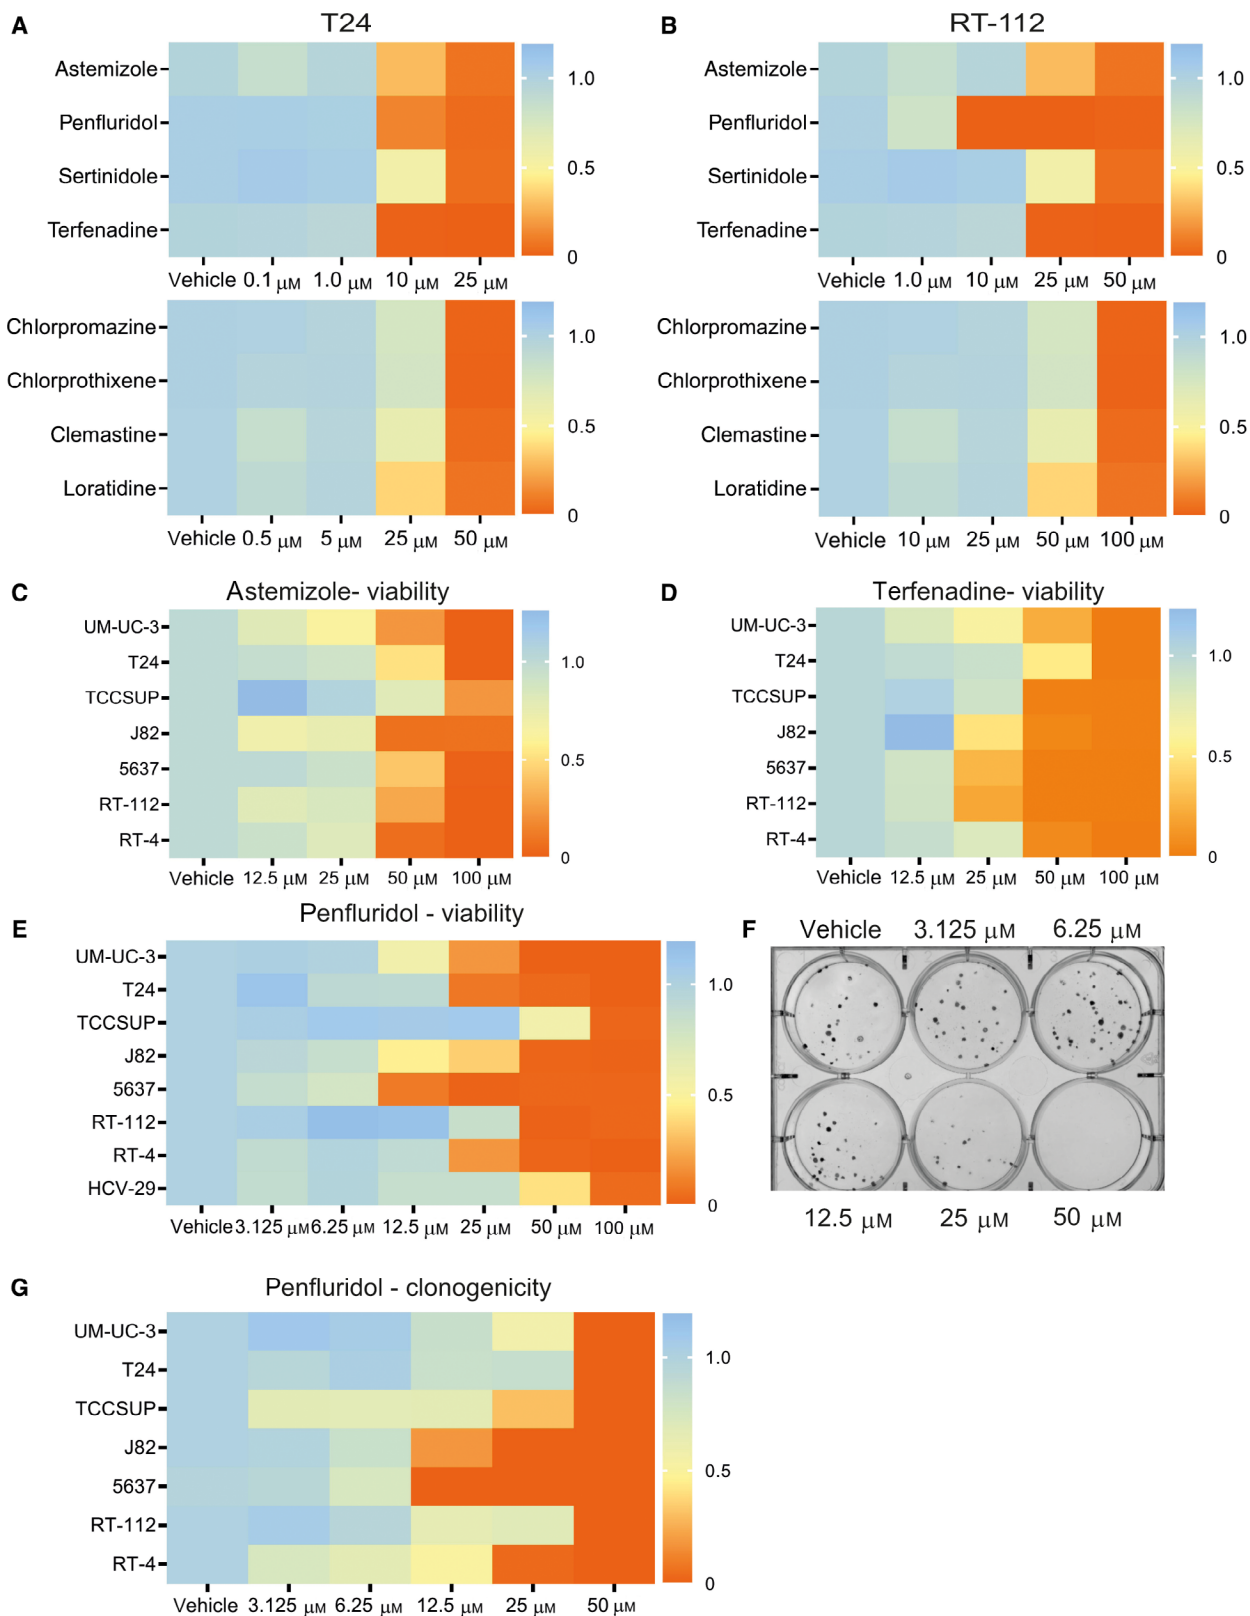 A
T24
Astemizole
Penfluridol
Sertinidole
Terfenadine
1.0
0.5
0
Vehicle 0.1 µM 1.0 µM 10 µM 25 µM
Chlorpromazine
Chlorprothixene
Clemastine
Loratidine
1.0
0.5
0
Vehicle 0.5 µM 5 µM 25 µM 50 µM
B
RT-112
Astemizole
Penfluridol
Sertinidole
Terfenadine
1.0
0.5
0
Vehicle 1.0 µM 10 µM 25 µM 50 µM
Chlorpromazine
Chlorprothixene
Clemastine
Loratidine
1.0
0.5
0
Vehicle 10 µM 25 µM 50 µM 100 µM
C
Astemizole- viability
UM-UC-3
T24
TCCSUP
J82
5637
RT-112
RT-4
1.0
0.5
0
Vehicle 12.5 µM 25 µM 50 µM 100 µM
D
Terfenadine- viability
UM-UC-3
T24
TCCSUP
J82
5637
RT-112
RT-4
1.0
0.5
0
Vehicle 12.5 µM 25 µM 50 µM 100 µM
E
Penfluridol - viability
UM-UC-3
T24
TCCSUP
J82
5637
RT-112
RT-4
HCV-29
1.0
0.5
0
Vehicle 3.125 µM 6.25 µM 12.5 µM 25 µM 50 µM 100 µM
F
Vehicle 3.125 µM 6.25 µM
12.5 µM 25 µM 50 µM
G
Penfluridol - clonogenicity
UM-UC-3
T24
TCCSUP
J82
5637
RT-112
RT-4
1.0
0.5
0
Vehicle 3.125 µM 6.25 µM 12.5 µM 25 µM 50 µM